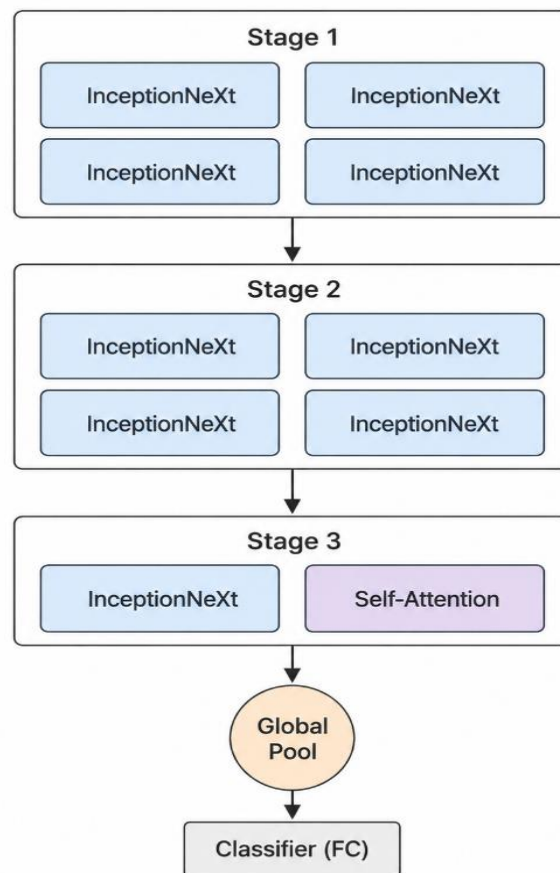 Stage 1
InceptionNeXt InceptionNeXt
InceptionNeXt InceptionNeXt
Stage 2
InceptionNeXt InceptionNeXt
InceptionNeXt InceptionNeXt
Stage 3
InceptionNeXt Self-Attention
Global
Pool
Classifier (FC)